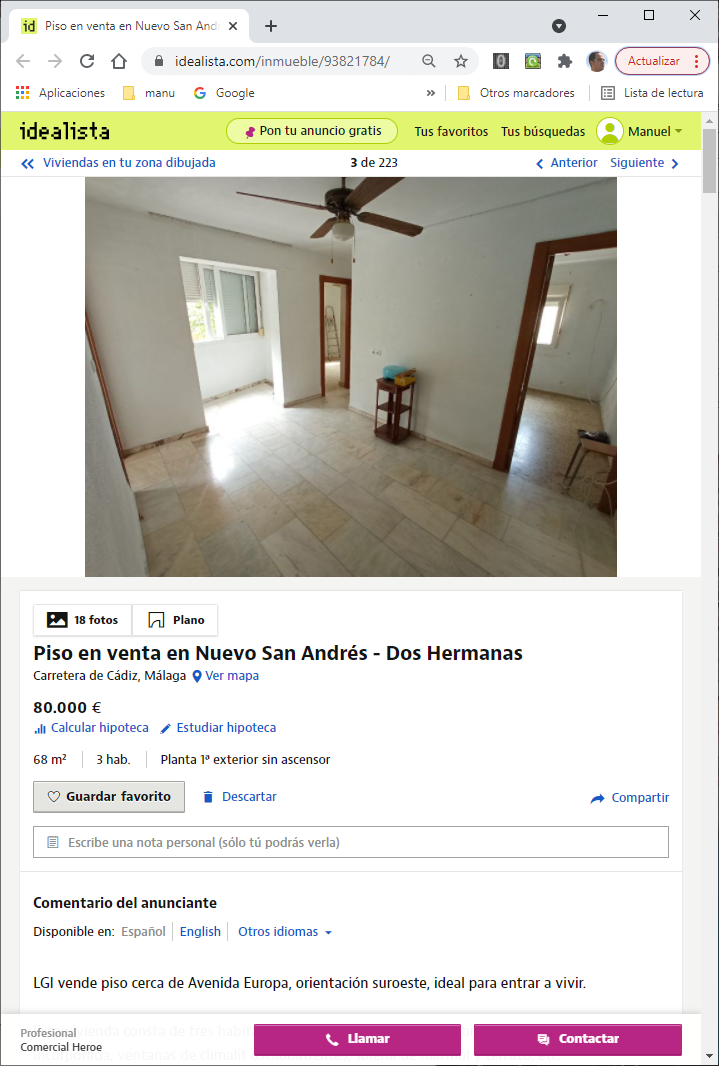 Piso en venta en Nuevo San And
idealista.com/inmueble/93821784/
Actualizar
Aplicaciones
manu
Google
»
Otros marcadores
Lista de lectura
idealista
Pon tu anuncio gratis
Tus favoritos
Tus búsquedas
Manuel
Viviendas en tu zona dibujada
3 de 223
Anterior
Siguiente
18 fotos
Plano
Piso en venta en Nuevo San Andrés - Dos Hermanas
Carretera de Cádiz, Málaga Ver mapa
80.000 €
Calcular hipoteca
Estudiar hipoteca
68 m²
3 hab.
Planta 1ª exterior sin ascensor
Guardar favorito
Descartar
Compartir
Escribe una nota personal (sólo tú podrás verla)
Comentario del anunciante
Disponible en: Español English Otros idiomas
LGI vende piso cerca de Avenida Europa, orientación suroeste, ideal para entrar a vivir.
Profesional
Comercial Heroe
Llamar
Contactar